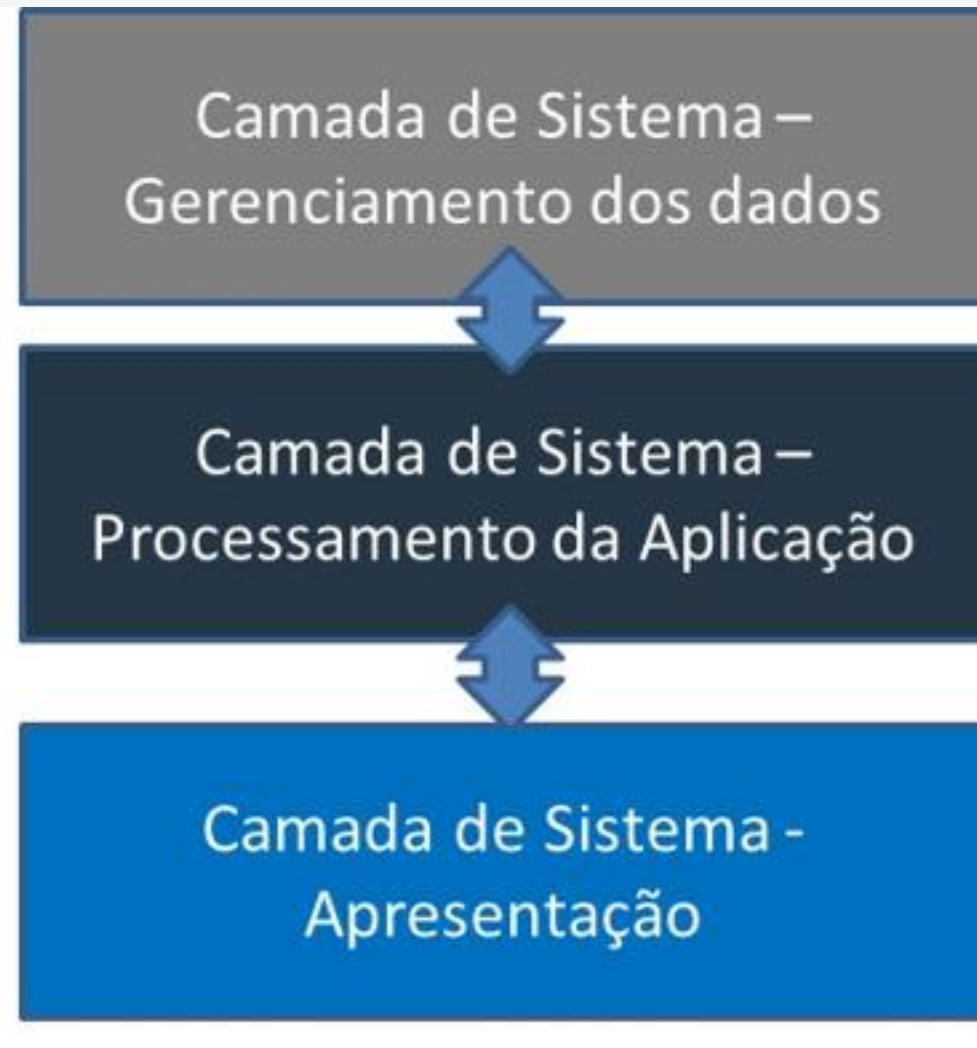 Camada de Sistema –
Gerenciamento dos dados
Camada de Sistema –
Processamento da Aplicação
Camada de Sistema -
Apresentação